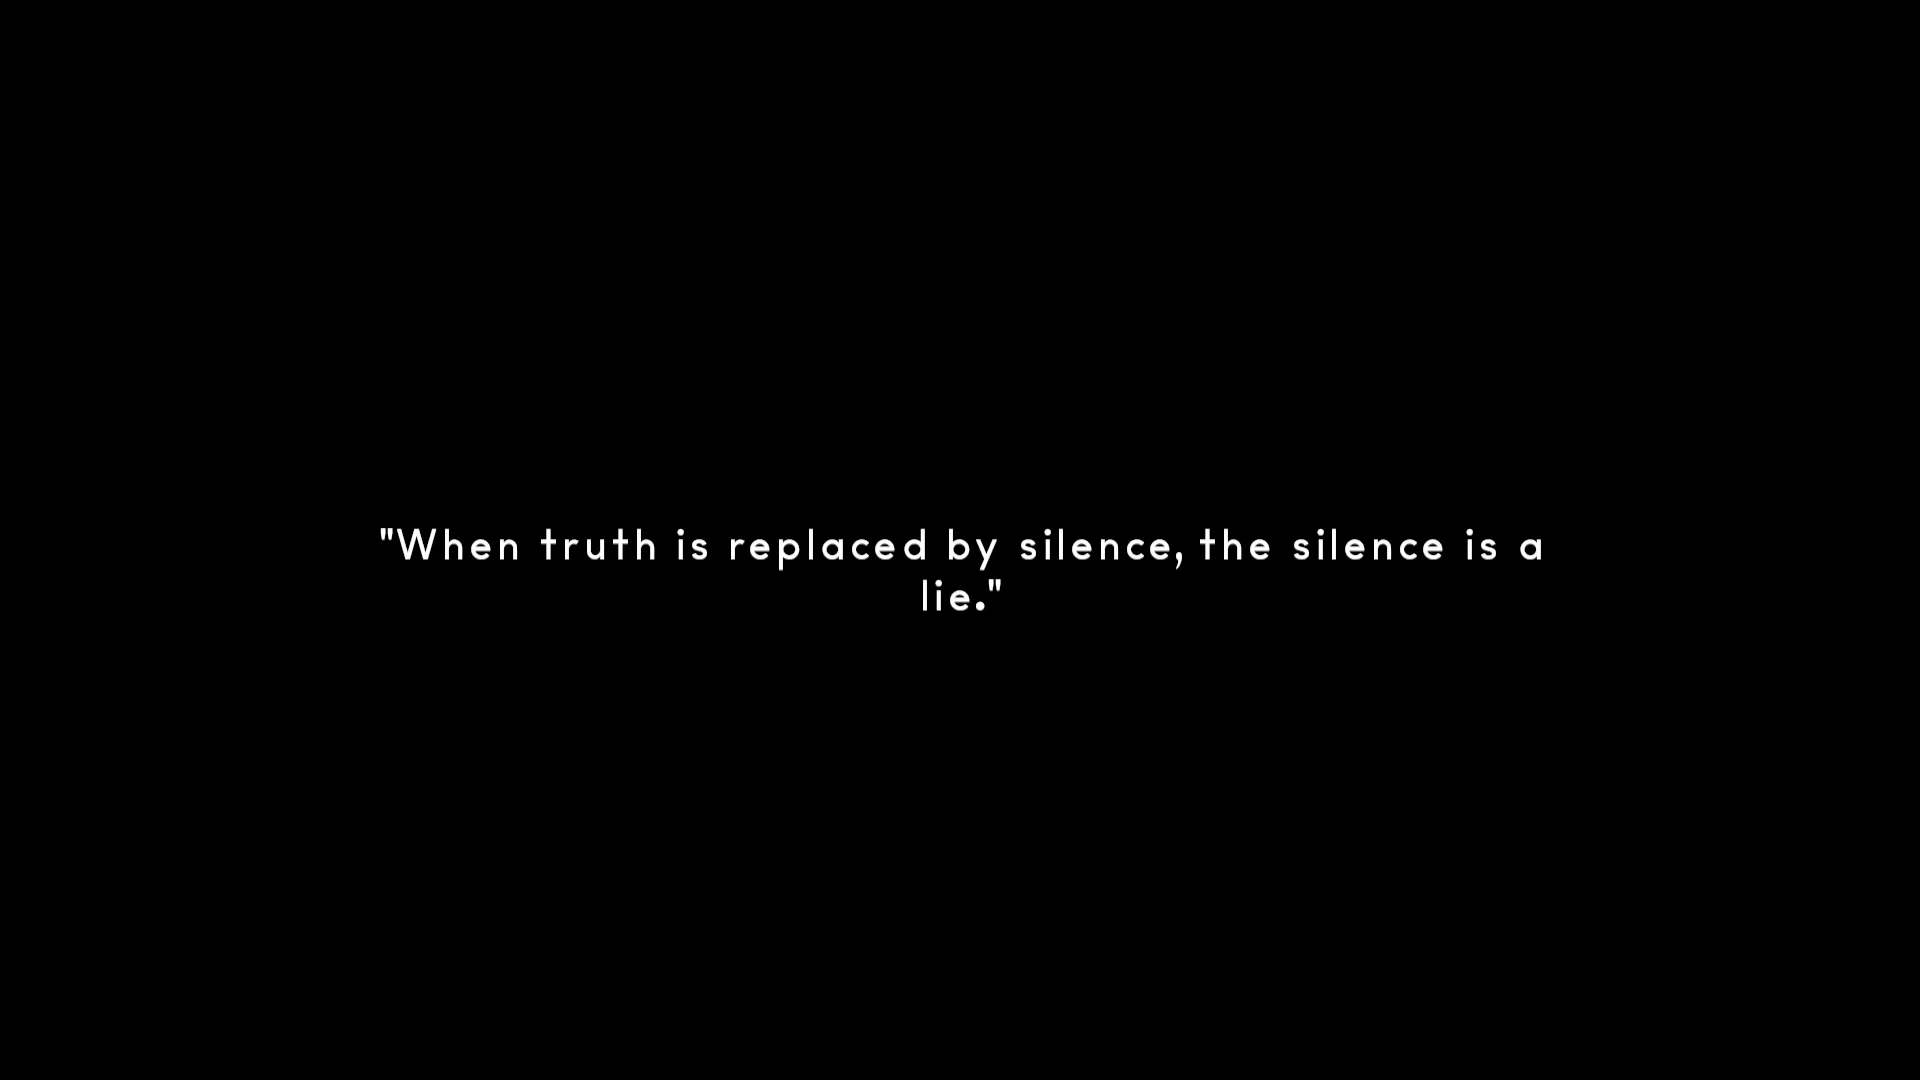 "When truth is replaced by silence, the silence is a
lie."